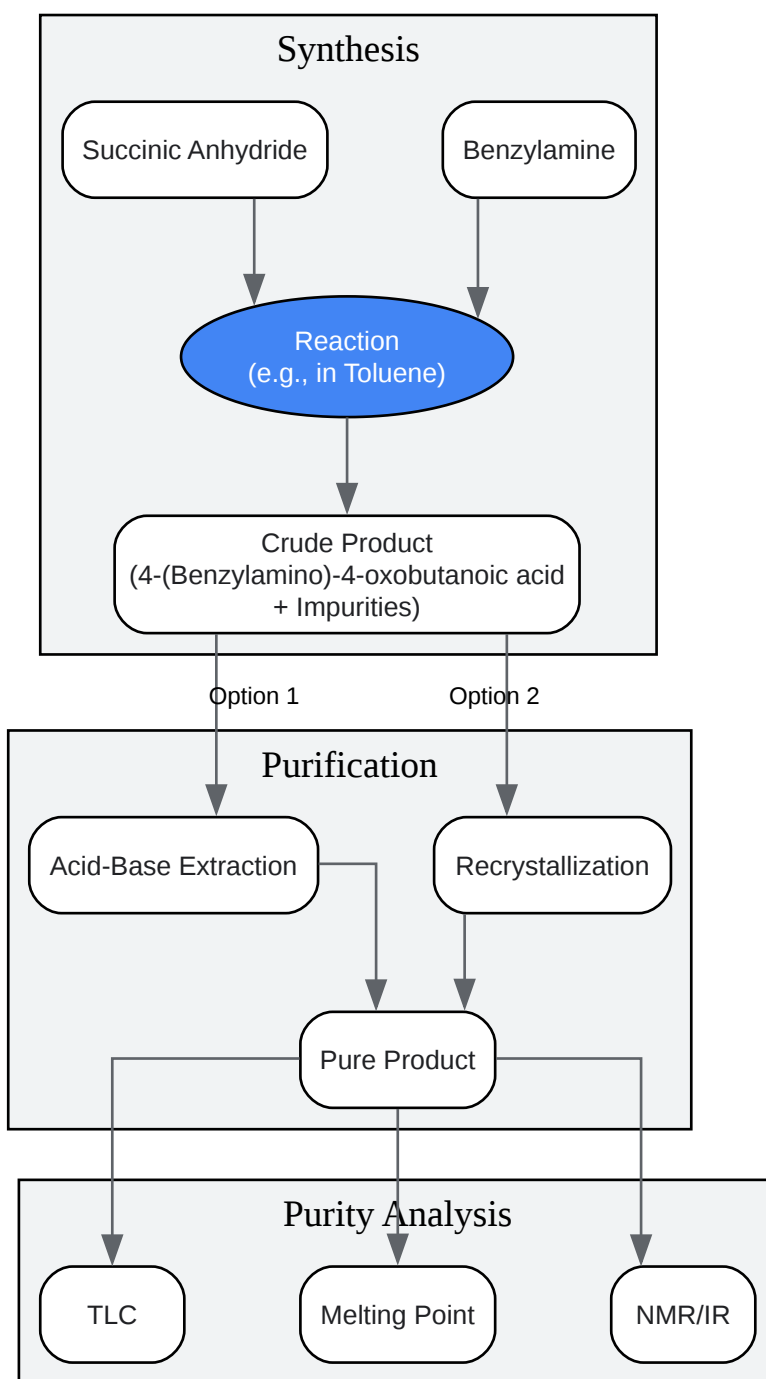 Synthesis
Succinic Anhydride
Benzylamine
Reaction
(e.g., in Toluene)
Crude Product
(4-(Benzylamino)-4-oxobutanoic acid
+ Impurities)
Option 1
Option 2
Purification
Acid-Base Extraction
Recrystallization
Pure Product
Purity Analysis
TLC
Melting Point
NMR/IR